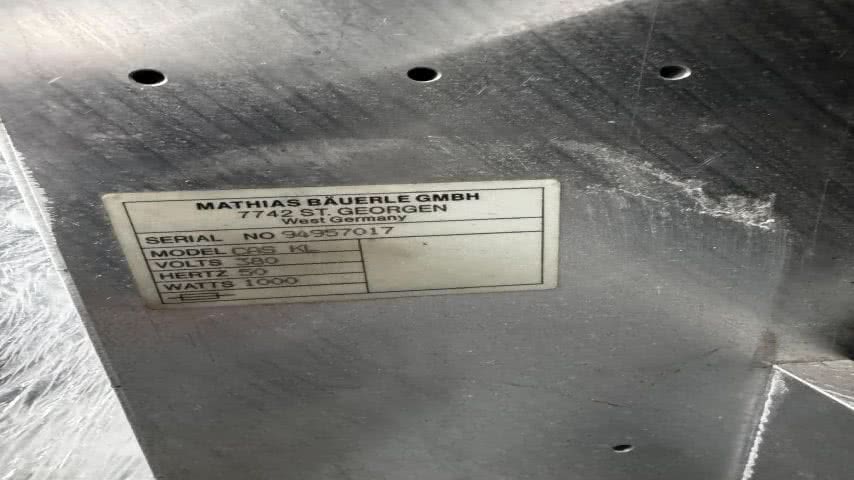 MATHIAS BÄUERLE GMBH
7742 ST. GEORGEN
West Germany
SERIAL NO 94957017
MODEL CAS KL
VOLTS 380
HERTZ 50
WATTS 1000